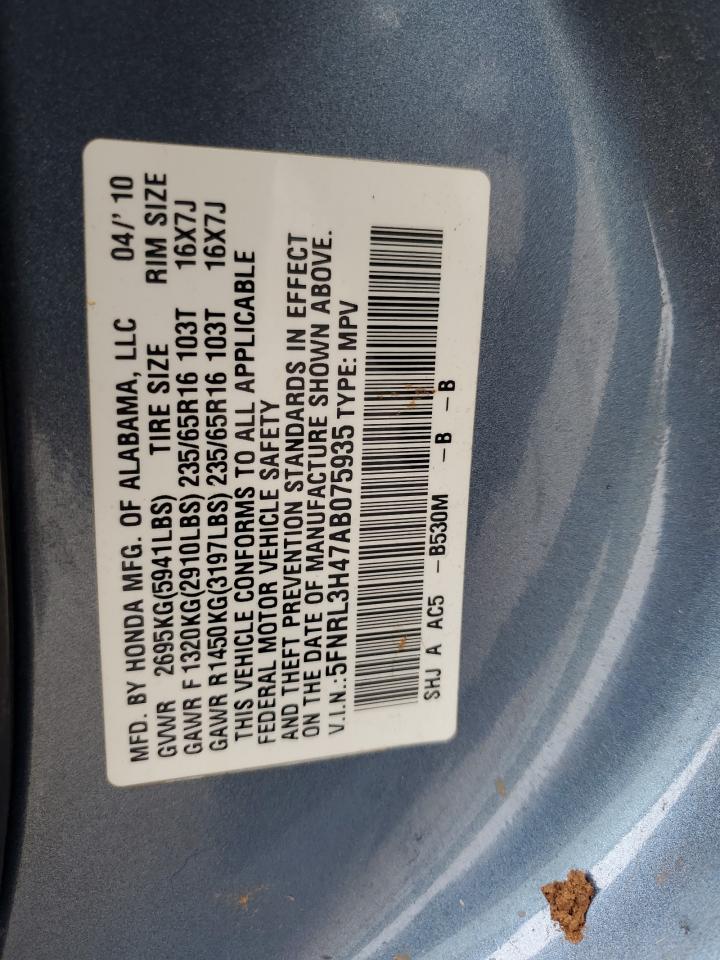 MFD. BY HONDA MFG. OF ALABAMA, LLC 04/' 10
GVWR 2695KG(5941LBS) TIRE SIZE RIM SIZE
GAWR F 1320KG(2910LBS) 235/65R16 103T 16X7J
GAWR R1450KG(3197LBS) 235/65R16 103T 16X7J
THIS VEHICLE CONFORMS TO ALL APPLICABLE
FEDERAL MOTOR VEHICLE SAFETY
AND THEFT PREVENTION STANDARDS IN EFFECT
ON THE DATE OF MANUFACTURE SHOWN ABOVE.
V.I.N.:5FNRL3H47AB075935 TYPE: MPV
SHJ A AC5 -B530M -B -B